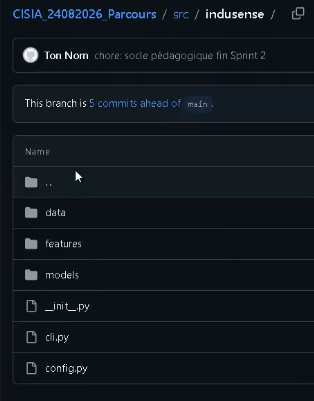 CISIA_24082026_Parcours / src / indusense /
Ton Nom chore: socle pédagogique fin Sprint 2
This branch is 5 commits ahead of main.
Name
..
data
features
models
__init__.py
cli.py
config.py